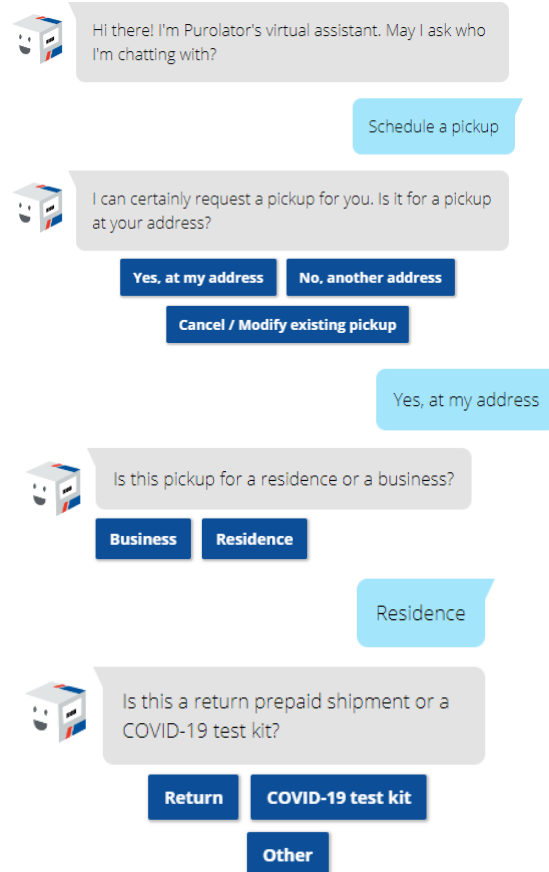 Hi there! I'm Purolator's virtual assistant. May I ask who
I'm chatting with?
Schedule a pickup
I can certainly request a pickup for you. Is it for a pickup
at your address?
Yes, at my address
No, another address
Cancel / Modify existing pickup
Yes, at my address
Is this pickup for a residence or a business?
Business
Residence
Residence
Is this a return prepaid shipment or a
COVID-19 test kit?
Return
COVID-19 test kit
Other